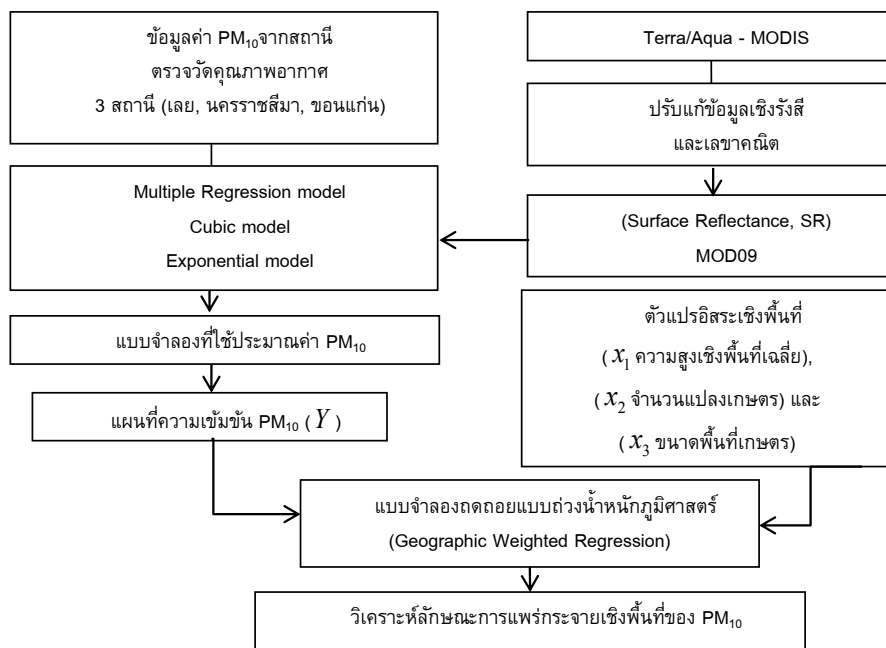 ข้อมูลค่า PM10จากสถานี
ตรวจวัดคุณภาพอากาศ
3 สถานี (เลย, นครราชสีมา, ขอนแก่น)
Terra/Aqua - MODIS
ปรับแก้ข้อมูลเชิงรังสี
และเลขาคณิต
Multiple Regression model
Cubic model
Exponential model
(Surface Reflectance, SR)
MOD09
แบบจำลองที่ใช้ประมาณค่า PM10
แผนที่ความเข้มข้น PM10 ( Y )
ตัวแปรอิสระเชิงพื้นที่
( x1 ความสูงเชิงพื้นที่เฉลี่ย),
( x2 จำนวนแปลงเกษตร) และ
( x3 ขนาดพื้นที่เกษตร)
แบบจำลองถดถอยแบบถ่วงน้ำหนักภูมิศาสตร์
(Geographic Weighted Regression)
วิเคราะห์ลักษณะการแพร่กระจายเชิงพื้นที่ของ PM10